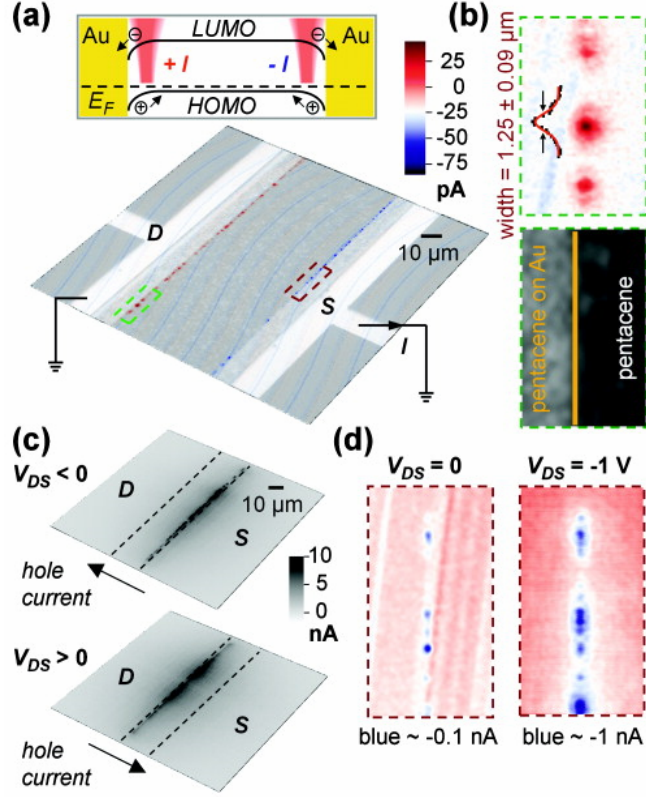 (a)
Au
LUMO
Au
+ I
- I
E_F
HOMO
25
0
-25
-50
-75
pA
D
10 µm
S
I
(b)
width = 1.25 ± 0.09 µm
pentacene on Au
pentacene
(c)
V_DS < 0
D
10 µm
S
hole
current
10
5
0
nA
V_DS > 0
D
S
hole
current
(d)
V_DS = 0
V_DS = -1 V
blue ~ -0.1 nA
blue ~ -1 nA